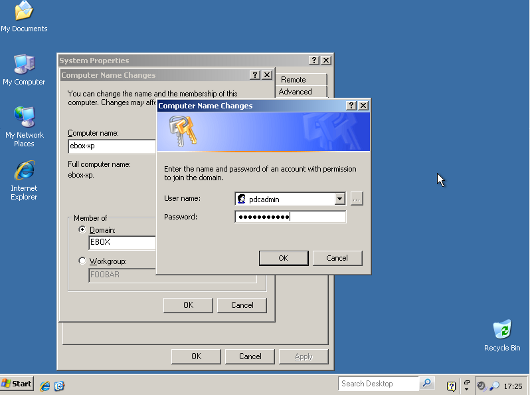 My Documents
My Computer
My Network
Places
Internet
Explorer
System Properties
Computer Name Changes
Remote
Advanced
You can change the name and the membership of this
computer. Changes may
Computer name:
ebox-xp
Full computer name:
ebox-xp.
Member of
Domain:
EBOX
Workgroup:
FOOBAR
OK Cancel
OK Cancel Apply
Computer Name Changes
Enter the name and password of an account with permission
to join the domain.
User name: pdcadmin ...
Password: ●●●●●●●●●●●
OK Cancel
Recycle Bin
Start
Search Desktop
17:25